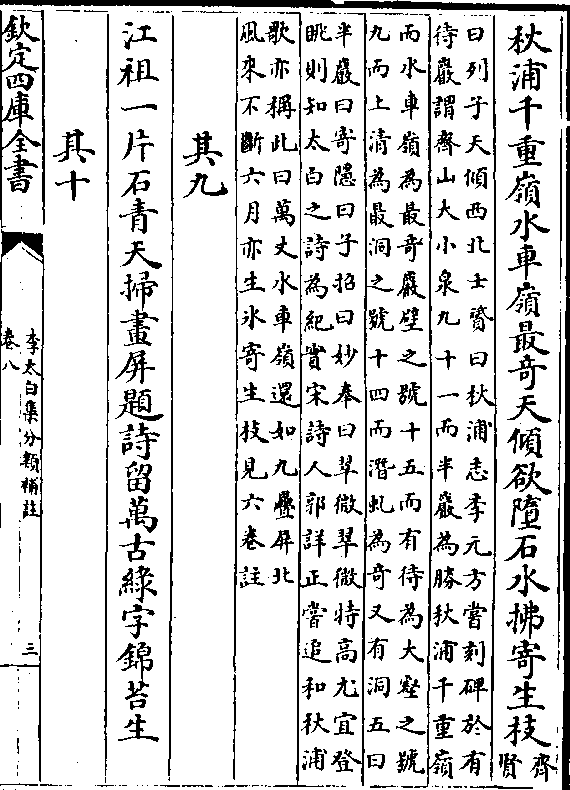 秋浦千重嶺水車嶺最奇天傾欲墮石水拂寄生枝齊賢
曰列子天傾西北士贇曰秋浦志李元方嘗刻碑於有
待巖謂齊山大小泉九十一而半巖為勝秋浦千重嶺
而水車嶺為最奇巖壁之號十五而有待為大壑之號
九而上清為最洞之號十四而潛虬為奇又有洞五曰
半巖曰寄隱曰子招曰妙奉曰翠微翠微特高尤宜登
眺則知太白之詩為紀實宋詩人郭詳正嘗追和秋浦
歌亦稱此曰萬丈水車嶺還如九疊屏北
風來不斷六月亦生氷寄生枝見六卷註
其九
江祖一片石青天掃畫屏題詩留萬古綠字錦苔生
其十
欽定四庫全書
李太白集分類補註
卷八
三